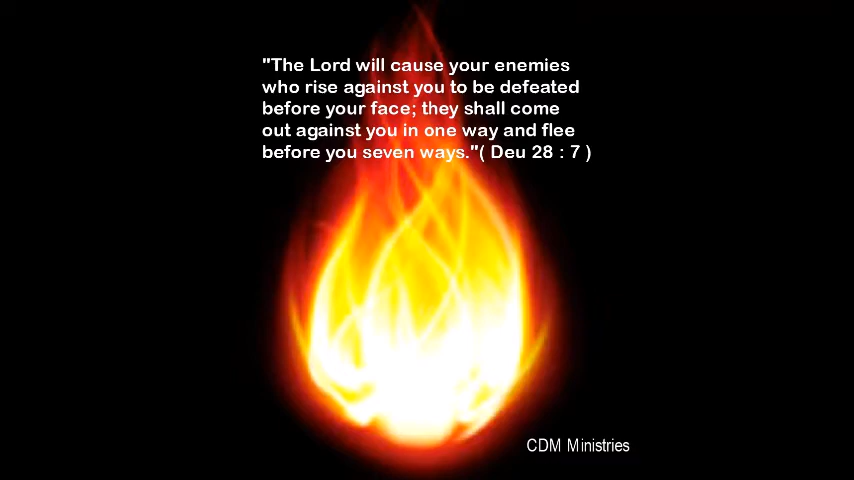 "The Lord will cause your enemies
who rise against you to be defeated
before your face; they shall come
out against you in one way and flee
before you seven ways."( Deu 28 : 7 )
CDM Ministries